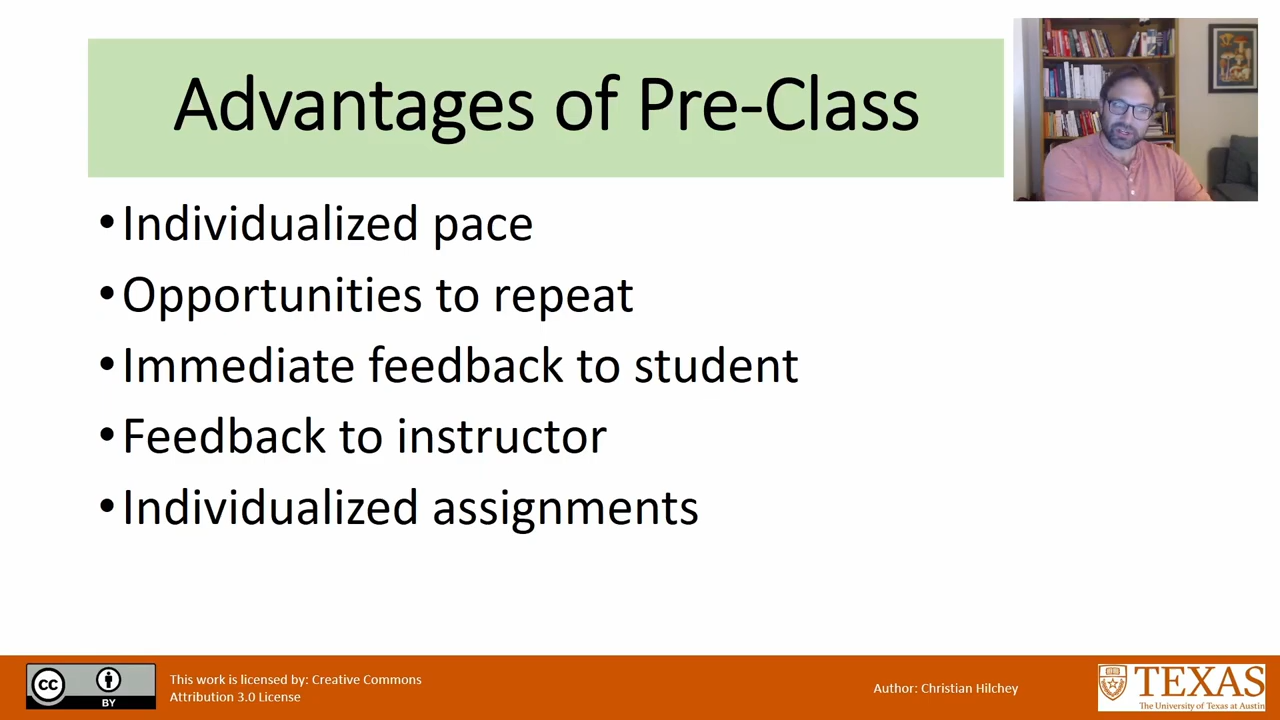 Advantages of Pre-Class
•Individualized pace
•Opportunities to repeat
•Immediate feedback to student
•Feedback to instructor
•Individualized assignments
cc
BY
This work is licensed by: Creative Commons
Attribution 3.0 License
Author: Christian Hilchey
TEXAS
The University of Texas at Austin